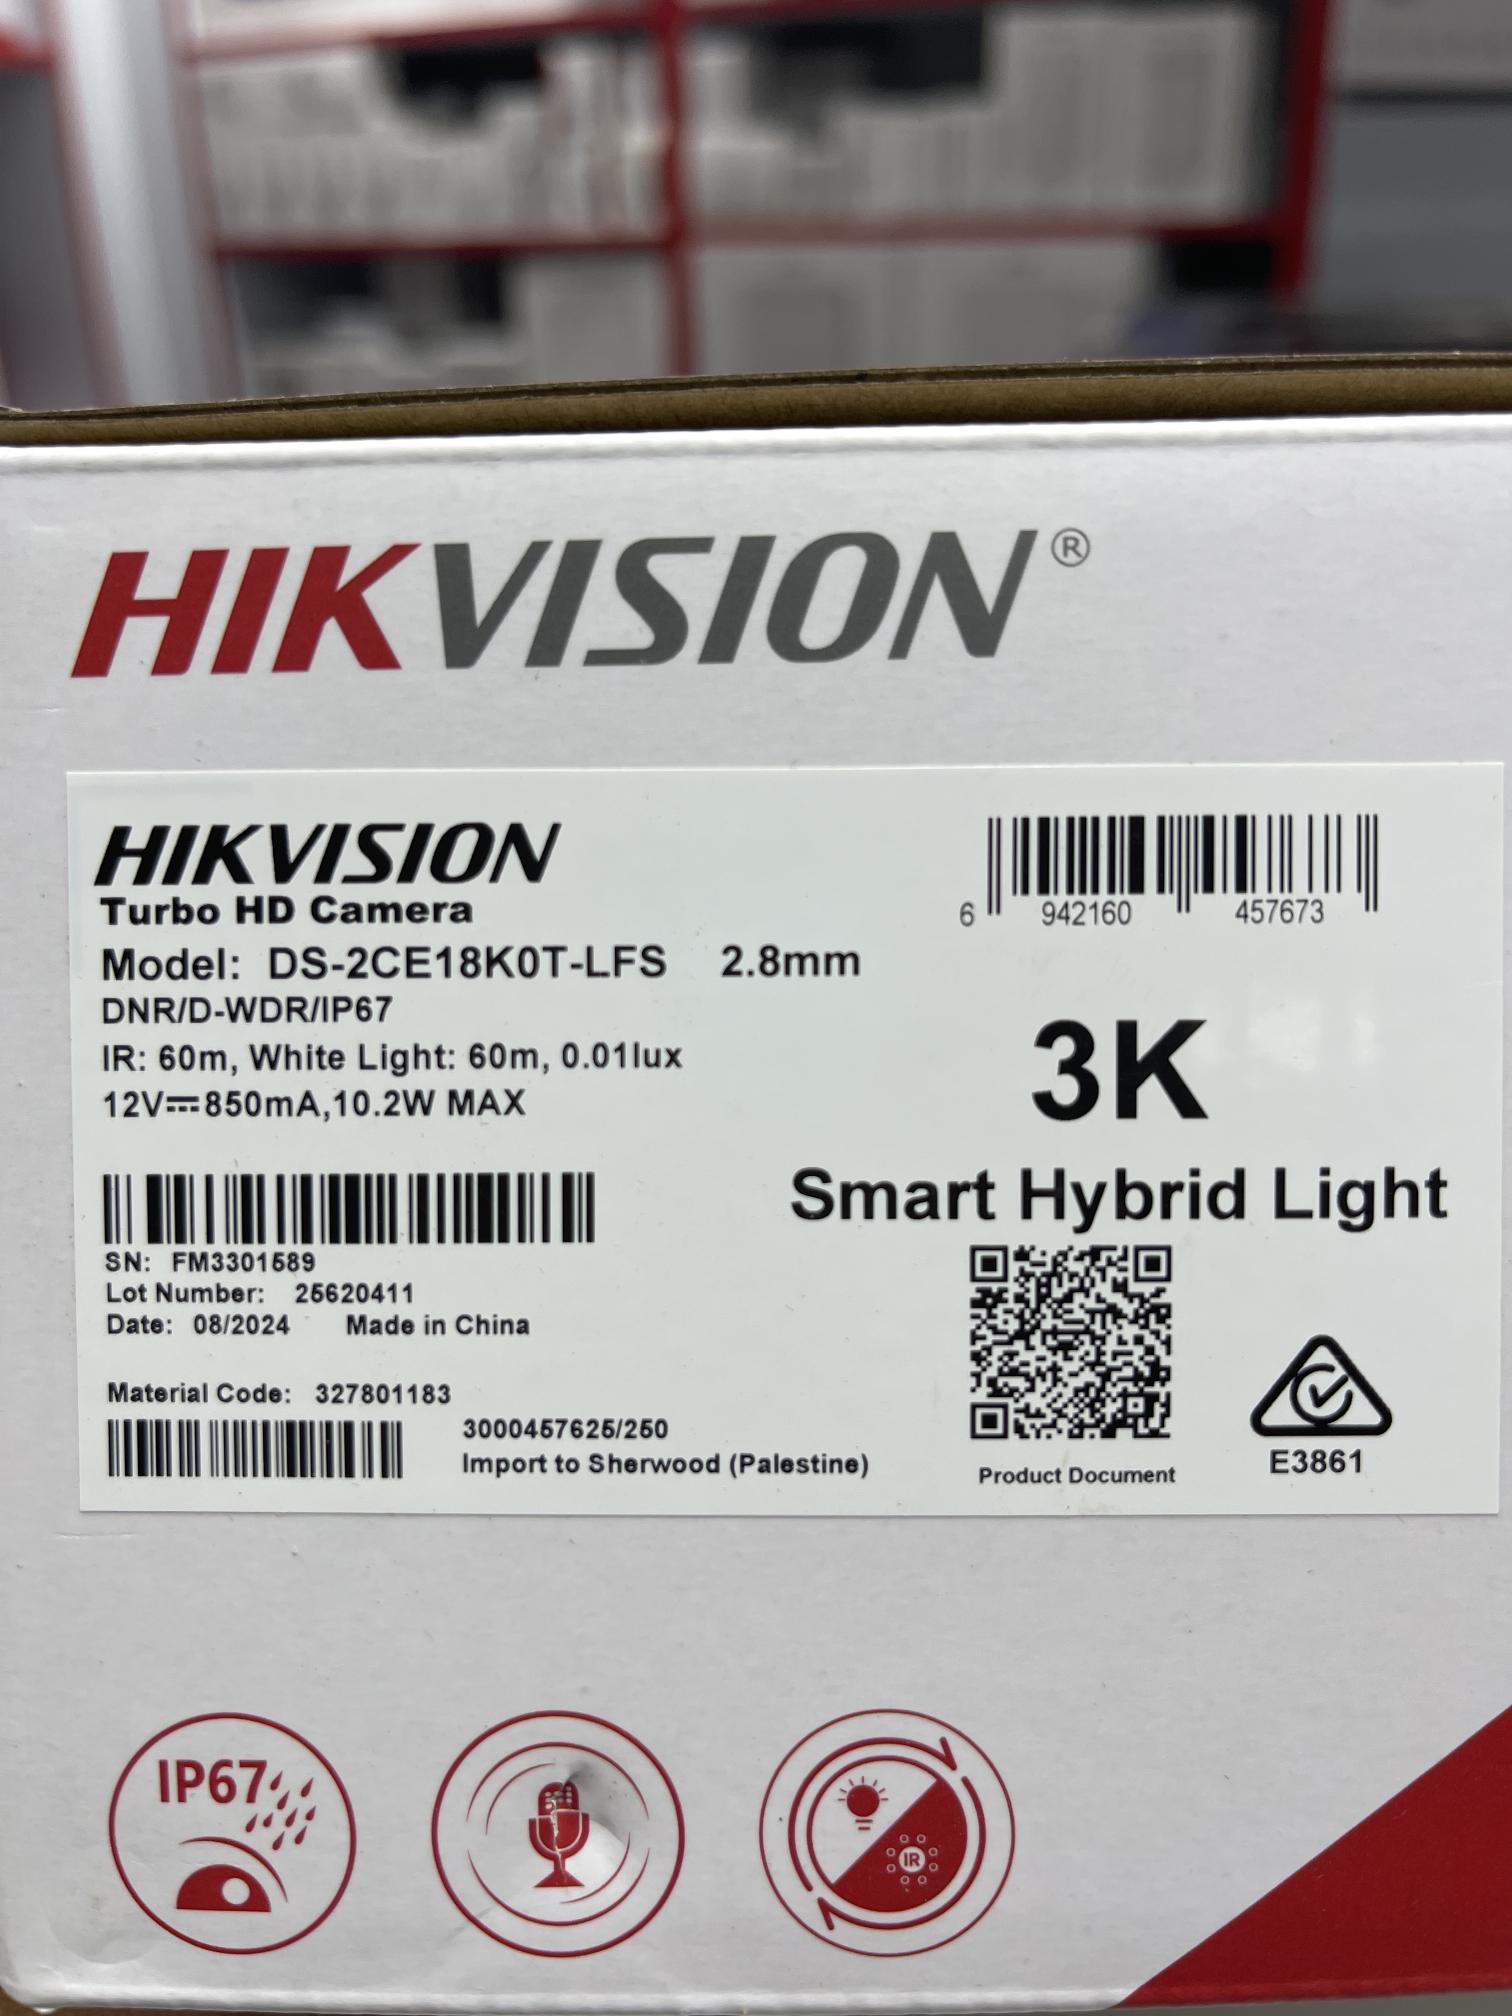 HIKVISION®
HIKVISION
Turbo HD Camera
Model: DS-2CE18K0T-LFS 2.8mm
DNR/D-WDR/IP67
IR: 60m, White Light: 60m, 0.01lux
12V⎓850mA,10.2W MAX
6 942160 457673
3K
Smart Hybrid Light
SN: FM3301589
Lot Number: 25620411
Date: 08/2024 Made in China
Material Code: 327801183
3000457625/250
Import to Sherwood (Palestine)
Product Document
E3861
IP67
IR